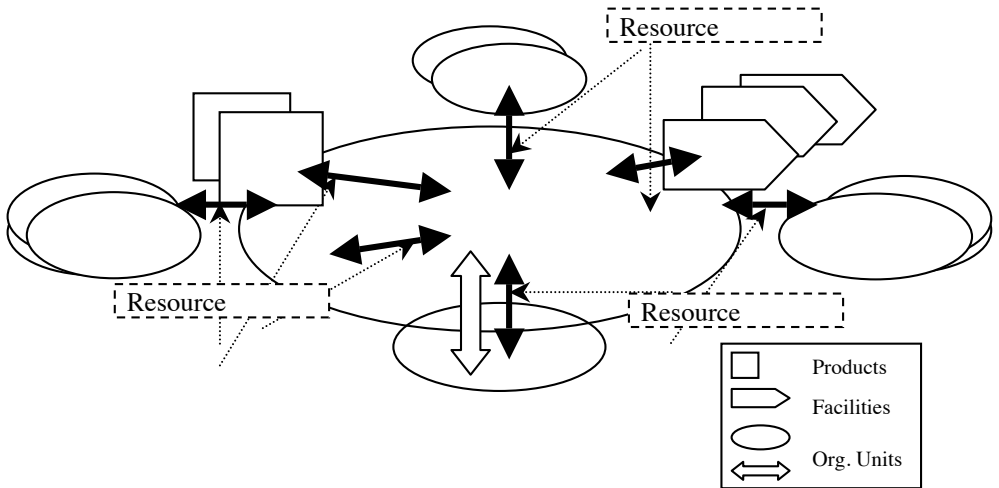 Resource
Resource
Resource
Products
Facilities
Org. Units